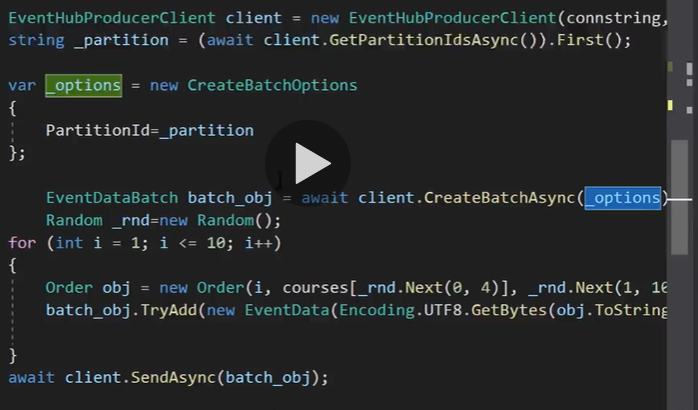 EventHubProducerClient client = new EventHubProducerClient(connstring,
string _partition = (await client.GetPartitionIdsAsync()).First();
var _options = new CreateBatchOptions
{
PartitionId=_partition
};
EventDataBatch batch_obj = await client.CreateBatchAsync(_options)
Random _rnd=new Random();
for (int i = 1; i <= 10; i++)
{
Order obj = new Order(i, courses[_rnd.Next(0, 4)], _rnd.Next(1, 10
batch_obj.TryAdd(new EventData(Encoding.UTF8.GetBytes(obj.ToString
}
await client.SendAsync(batch_obj);